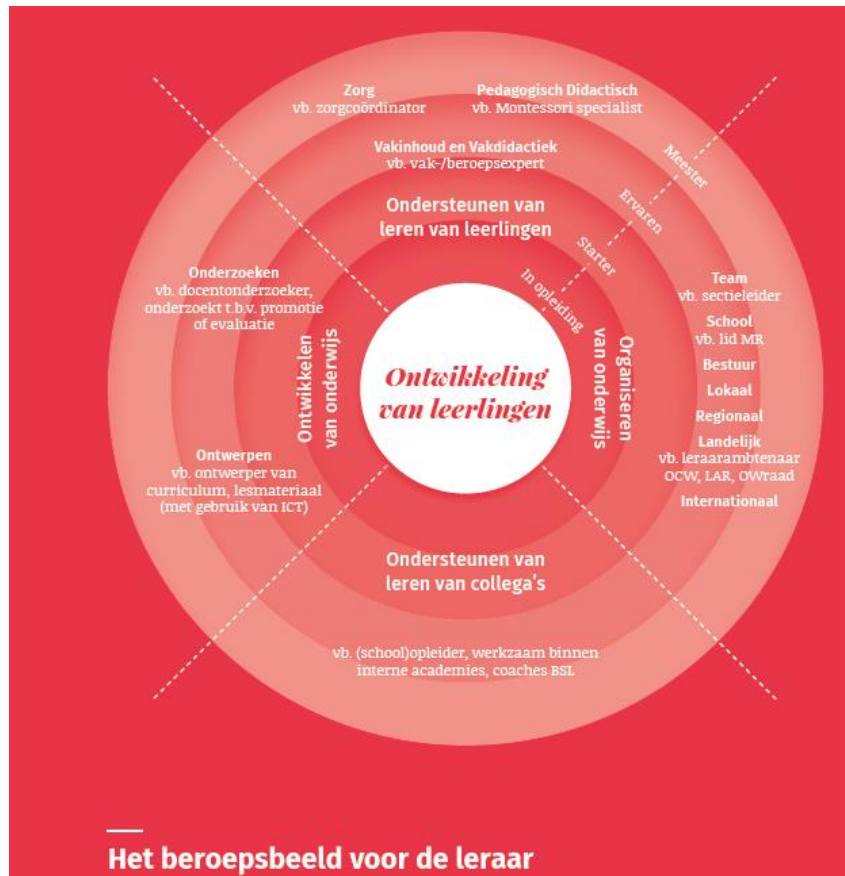 Zorg
vb. zorgcoördinator
Pedagogisch Didactisch
vb. Montessori specialist
Vakinhoud en Vakdidactiek
vb. vak-/beroepsexpert
Ondersteunen van
leren van leerlingen
Meester
Ervaren
Starter
In opleiding
Onderzoeken
vb. docentonderzoeker,
onderzoekt t.b.v. promotie
of evaluatie
Ontwerpen
vb. ontwerper van
curriculum, lesmateriaal
(met gebruik van ICT)
Ontwikkelen
van onderwijs
Ontwikkeling
van leerlingen
Organiseren
van onderwijs
Team
vb. sectieleider
School
vb. lid MR
Bestuur
Lokaal
Regionaal
Landelijk
vb. leraarambtenaar
OCW, LAR, OWraad
Internationaal
Ondersteunen van
leren van collega's
vb. (school)opleider, werkzaam binnen
interne academies, coaches BSL
Het beroepsbeeld voor de leraar